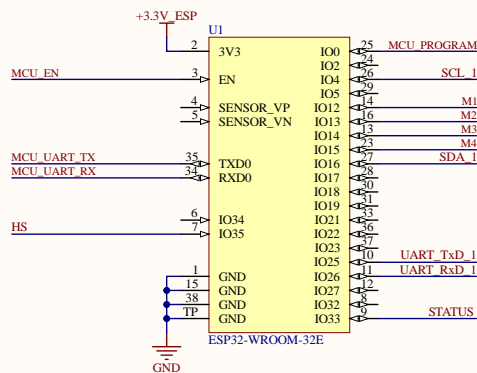 +3.3V_ESP
U1
2 3V3 IO0 25 MCU_PROGRAM
IO2 24
MCU_EN 3 EN IO4 26 SCL_1
IO5 29
4 SENSOR_VP IO12 14 M1
5 SENSOR_VN IO13 16 M2
IO14 13 M3
IO15 23 M4
MCU_UART_TX 35 TXD0 IO16 27 SDA_1
MCU_UART_RX 34 RXD0 IO17 28
IO18 30
IO19 31
6 IO34 IO21 33
HS 7 IO35 IO22 36
IO23 37
IO25 10 UART_TxD_1
1 GND IO26 11 UART_RxD_1
15 GND IO27 12
38 GND IO32 8
TP GND IO33 9 STATUS
ESP32-WROOM-32E
GND